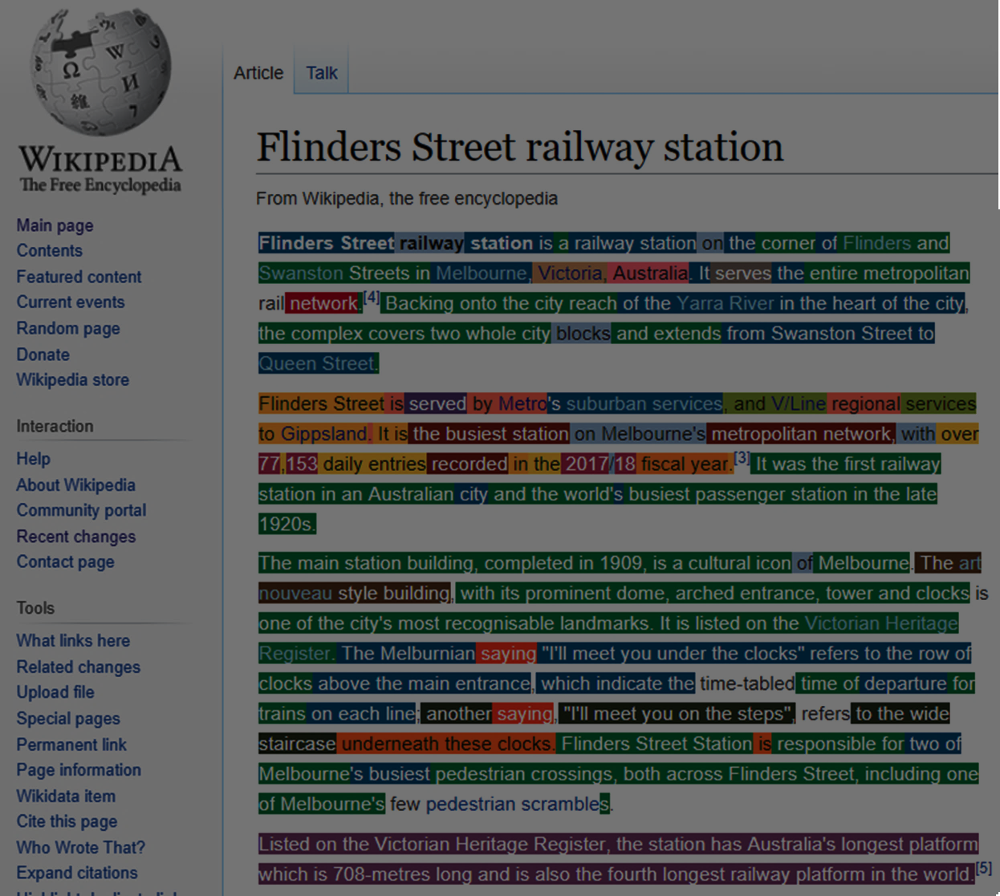 WIKIPEDIA
The Free Encyclopedia
Main page
Contents
Featured content
Current events
Random page
Donate
Wikipedia store
Interaction
Help
About Wikipedia
Community portal
Recent changes
Contact page
Tools
What links here
Related changes
Upload file
Special pages
Permanent link
Page information
Wikidata item
Cite this page
Who Wrote That?
Expand citations
Article Talk
Flinders Street railway station
From Wikipedia, the free encyclopedia
Flinders Street railway station is a railway station on the corner of Flinders and
Swanston Streets in Melbourne, Victoria, Australia. It serves the entire metropolitan
rail network.[4] Backing onto the city reach of the Yarra River in the heart of the city,
the complex covers two whole city blocks and extends from Swanston Street to
Queen Street.
Flinders Street is served by Metro's suburban services, and V/Line regional services
to Gippsland. It is the busiest station on Melbourne's metropolitan network, with over
77,153 daily entries recorded in the 2017/18 fiscal year.[3] It was the first railway
station in an Australian city and the world's busiest passenger station in the late
1920s.
The main station building, completed in 1909, is a cultural icon of Melbourne. The art
nouveau style building, with its prominent dome, arched entrance, tower and clocks is
one of the city's most recognisable landmarks. It is listed on the Victorian Heritage
Register. The Melburnian saying "I'll meet you under the clocks" refers to the row of
clocks above the main entrance, which indicate the time-tabled time of departure for
trains on each line; another saying, "I'll meet you on the steps", refers to the wide
staircase underneath these clocks. Flinders Street Station is responsible for two of
Melbourne's busiest pedestrian crossings, both across Flinders Street, including one
of Melbourne's few pedestrian scrambles.
Listed on the Victorian Heritage Register, the station has Australia's longest platform
which is 708-metres long and is also the fourth longest railway platform in the world.[5]